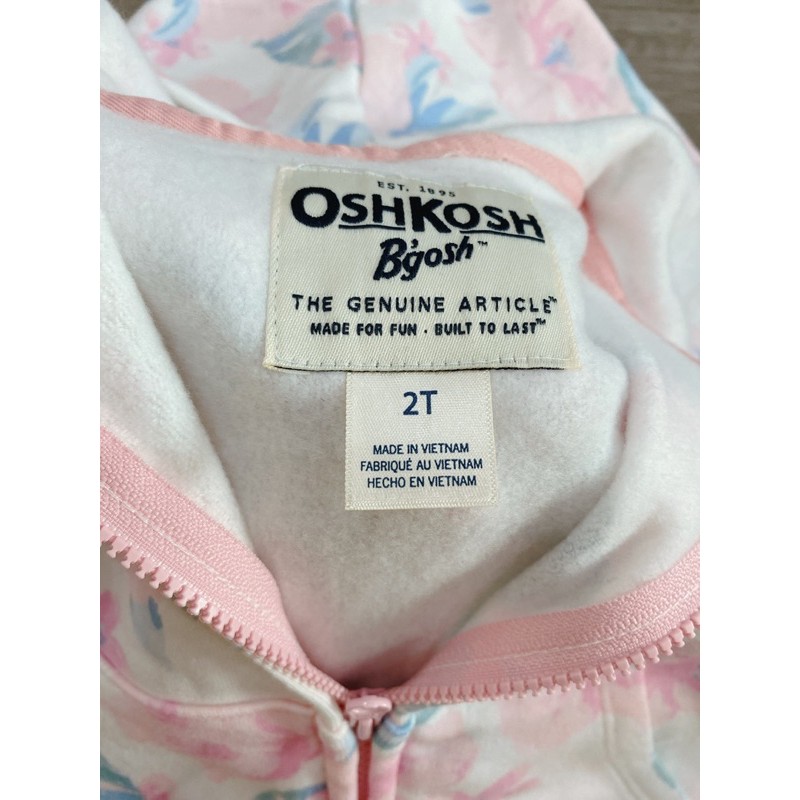 EST. 1895
OSHKOSH
B'gosh™
THE GENUINE ARTICLE™
MADE FOR FUN · BUILT TO LAST™
2T
MADE IN VIETNAM
FABRIQUÉ AU VIETNAM
HECHO EN VIETNAM